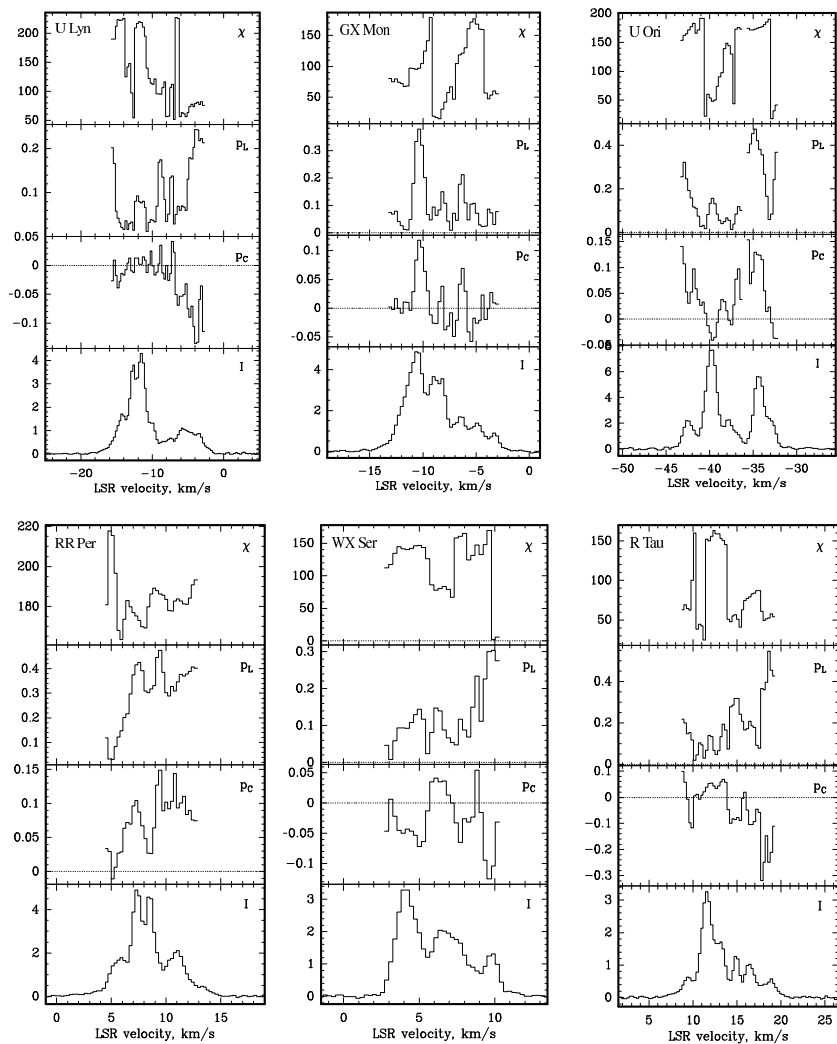 U Lyn
χ
200
150
100
50
p_L
0.2
0.1
p_C
0.05
0
-0.05
-0.1
I
4
3
2
1
0
-20 -10 0
LSR velocity, km/s
GX Mon
χ
150
100
50
p_L
0.3
0.2
0.1
0
p_C
0.1
0.05
0
-0.05
I
4
2
0
-15 -10 -5 0
LSR velocity, km/s
U Ori
χ
200
150
100
50
p_L
0.4
0.2
0
p_C
0.15
0.1
0.05
0
-0.05
I
8
6
4
2
0
-50 -40 -35 -30
LSR velocity, km/s
RR Per
χ
220
200
180
p_L
0.4
0.3
0.2
0.1
p_C
0.15
0.1
0.05
0
I
4
2
0
0 5 10 15
LSR velocity, km/s
WX Ser
χ
150
100
50
0
p_L
0.3
0.2
0.1
0
p_C
0.05
0
-0.05
-0.1
I
3
2
1
0
0 5 10
LSR velocity, km/s
R Tau
χ
150
100
50
p_L
0.4
0.2
0
p_C
0.1
0
-0.1
-0.2
-0.3
I
3
2
1
0
5 10 15 20 25
LSR velocity, km/s